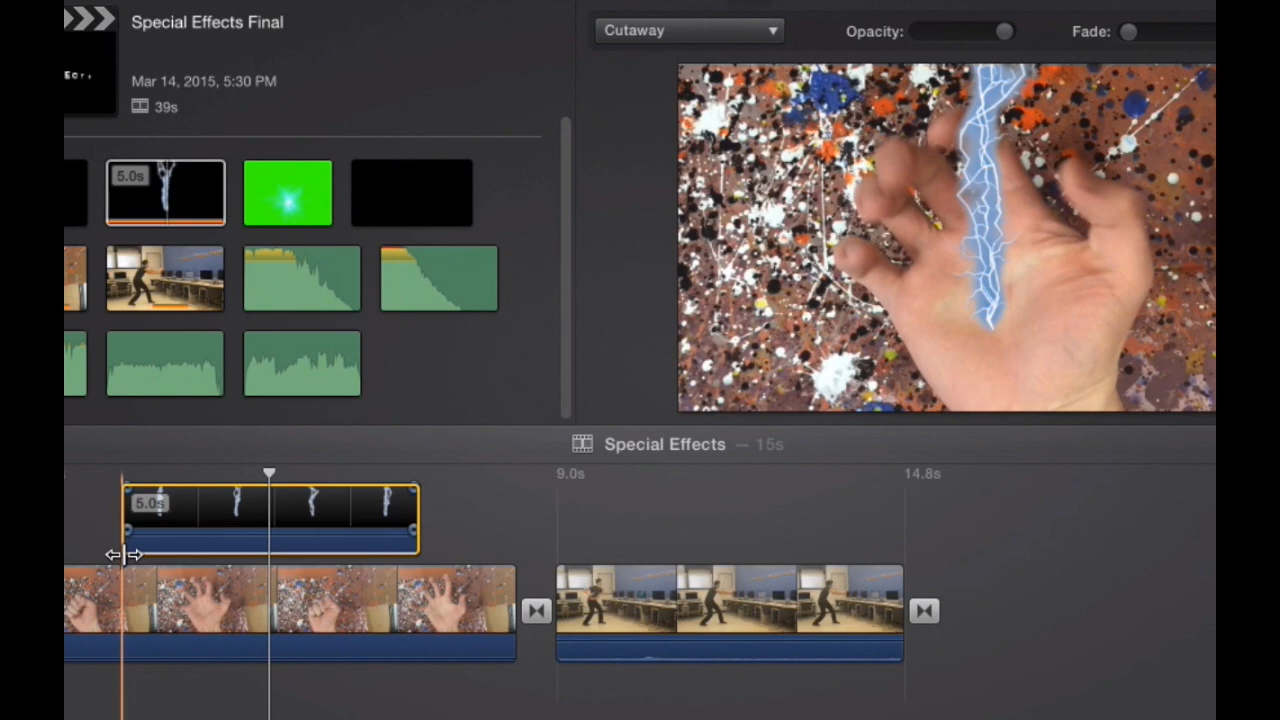 Special Effects Final
Mar 14, 2015, 5:30 PM
39s
Cutaway
Opacity:
Fade:
5.0s
Special Effects — 15s
9.0s
14.8s
5.0s